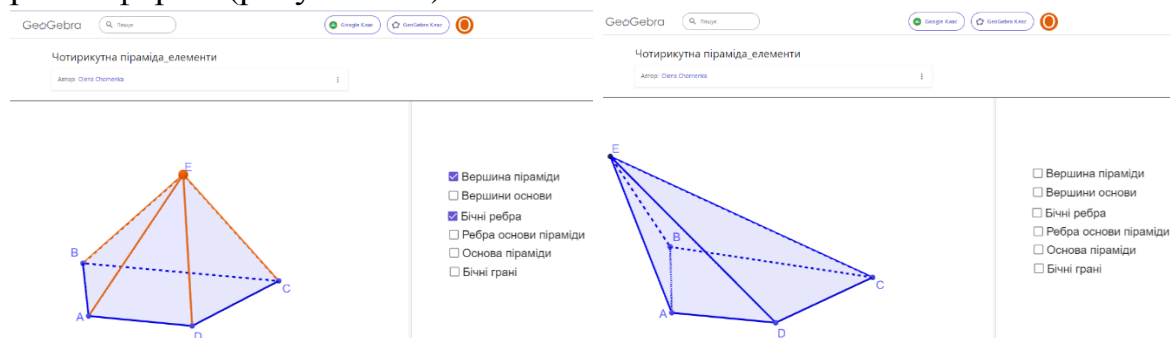 GeoGebra
Пошук
Google Клас
GeoGebra Клас
Чотирикутна піраміда_елементи
Автор: Olena Chornenka
E
B
C
A
D
Вершина піраміди
Вершини основи
Бічні ребра
Ребра основи піраміди
Основа піраміди
Бічні грані
GeoGebra
Пошук
Google Клас
GeoGebra Клас
Чотирикутна піраміда_елементи
Автор: Olena Chornenka
E
B
C
A
D
Вершина піраміди
Вершини основи
Бічні ребра
Ребра основи піраміди
Основа піраміди
Бічні грані